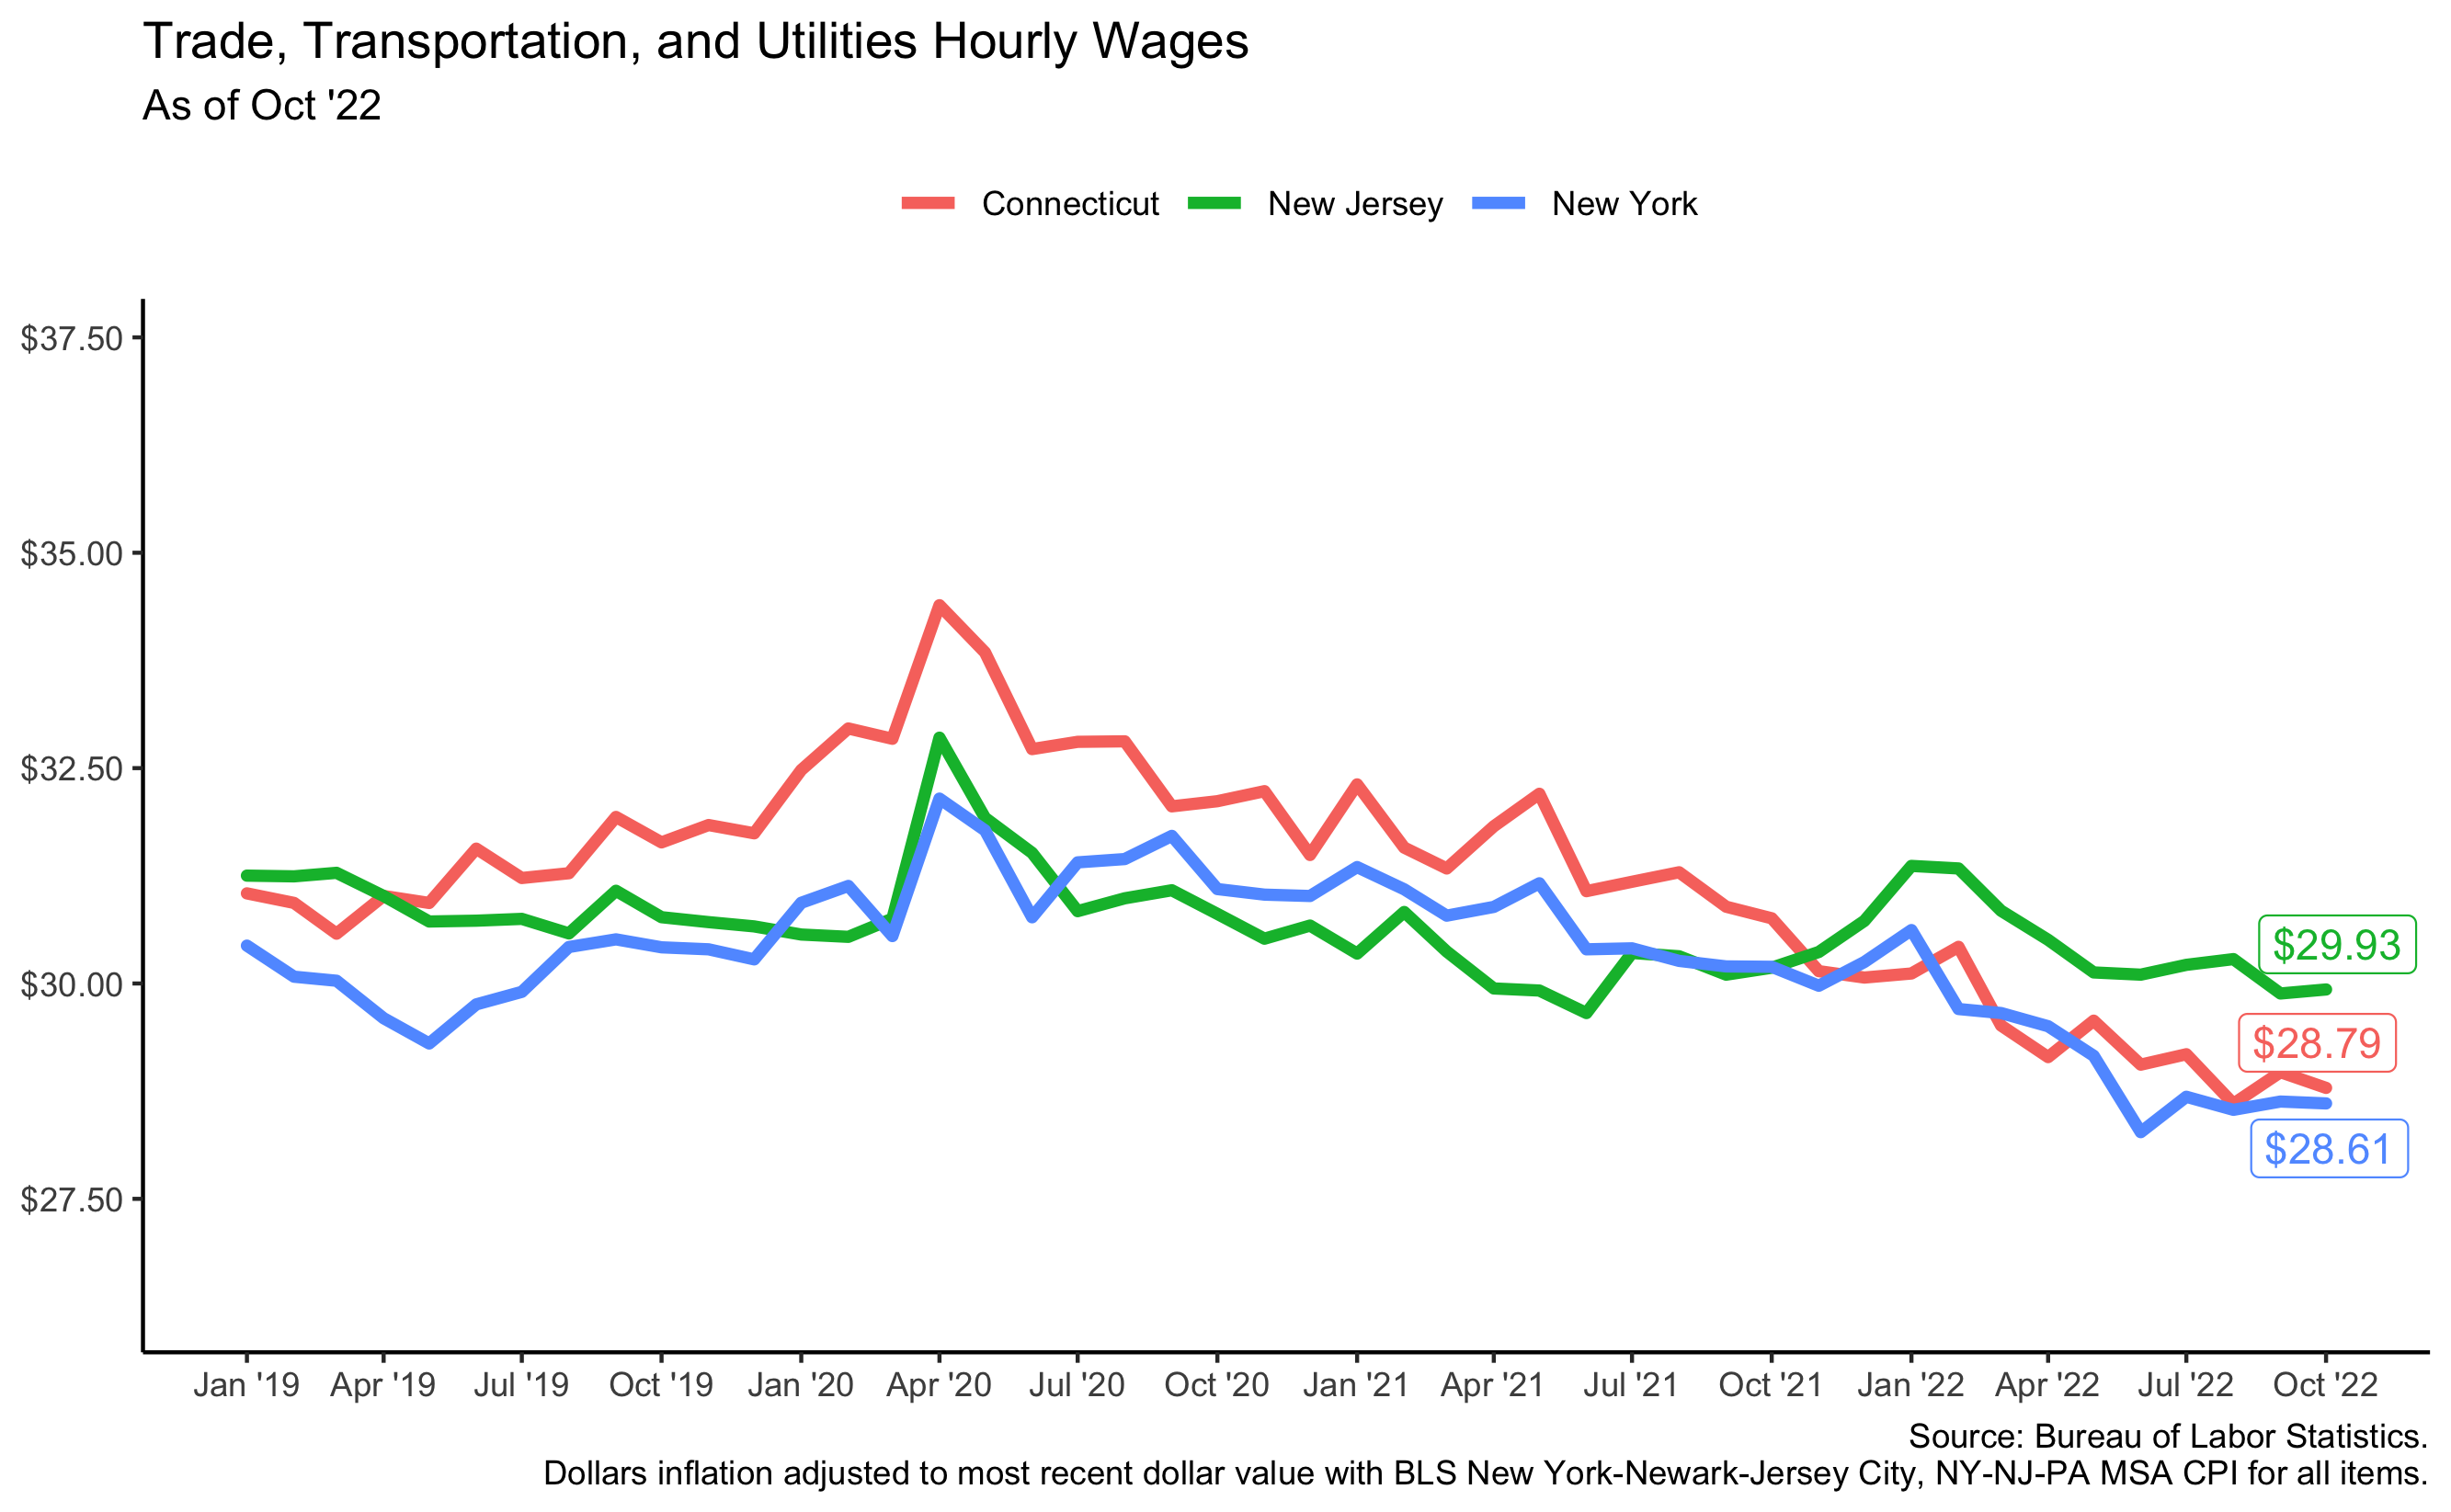 Trade, Transportation, and Utilities Hourly Wages
As of Oct '22
Connecticut New Jersey New York
$37.50
$35.00
$32.50
$30.00
$27.50
$29.93
$28.79
$28.61
Jan '19 Apr '19 Jul '19 Oct '19 Jan '20 Apr '20 Jul '20 Oct '20 Jan '21 Apr '21 Jul '21 Oct '21 Jan '22 Apr '22 Jul '22 Oct '22
Source: Bureau of Labor Statistics.
Dollars inflation adjusted to most recent dollar value with BLS New York-Newark-Jersey City, NY-NJ-PA MSA CPI for all items.